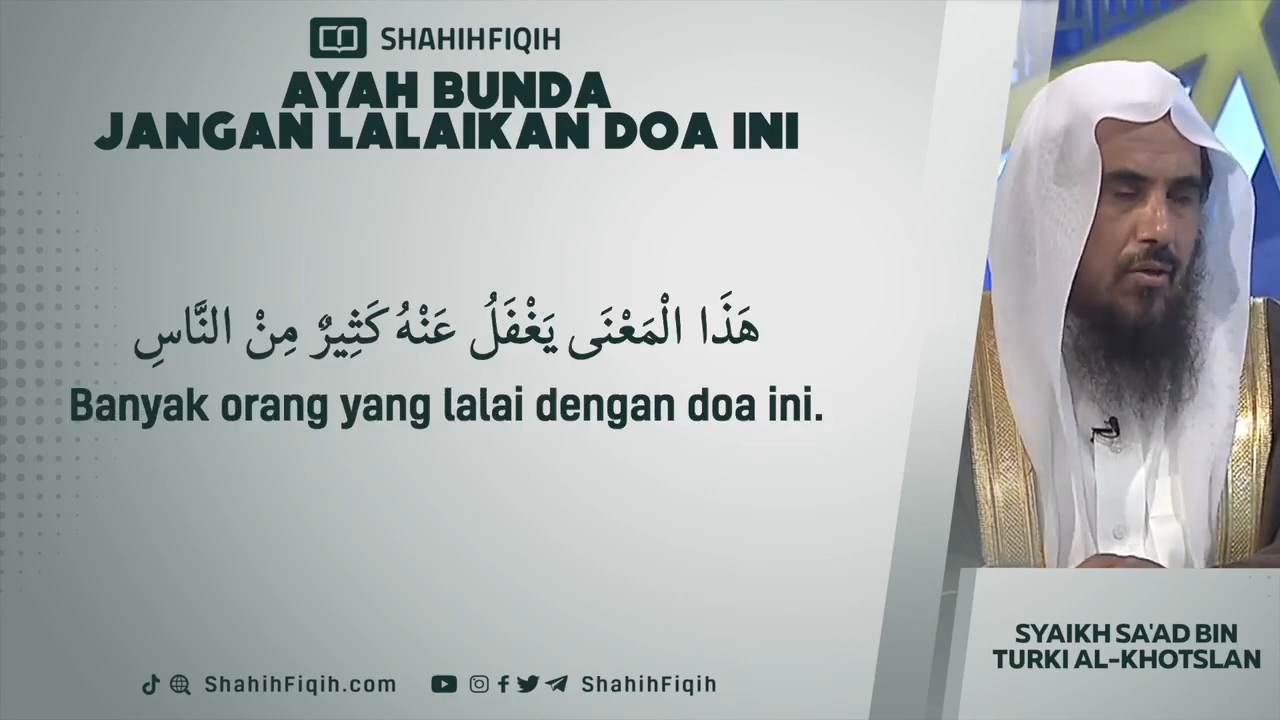 SHAHIHFIQIH
AYAH BUNDA
JANGAN LALAIKAN DOA INI
هَذَا الْمَعْنَى يَغْفَلُ عَنْهُ كَثِيرٌ مِنْ النَّاسِ
Banyak orang yang lalai dengan doa ini.
SYAIKH SA'AD BIN
TURKI AL-KHOTSLAN
ShahihFiqih.com ShahihFiqih